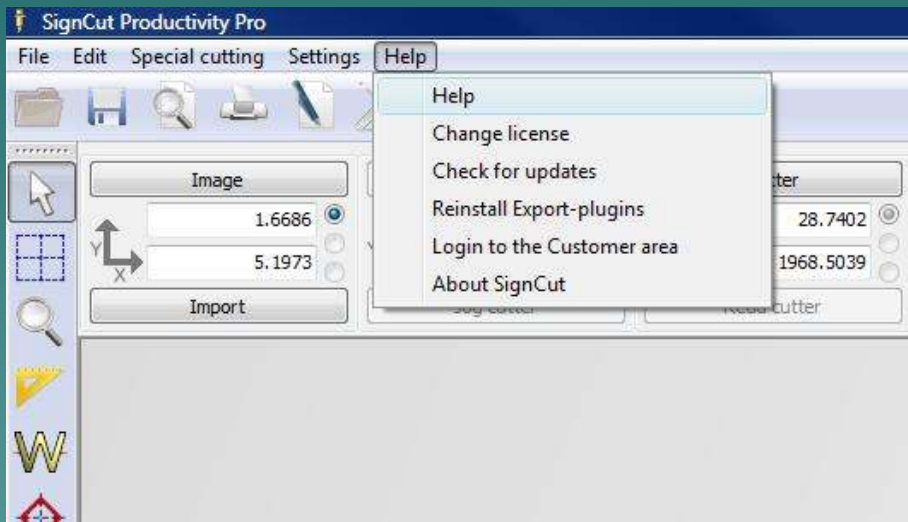 SignCut Productivity Pro
File Edit Special cutting Settings Help
Help
Change license
Check for updates
Reinstall Export-plugins
Login to the Customer area
About SignCut
Image
1.6686
28.7402
Y
X
5.1973
1968.5039
Import
cutter